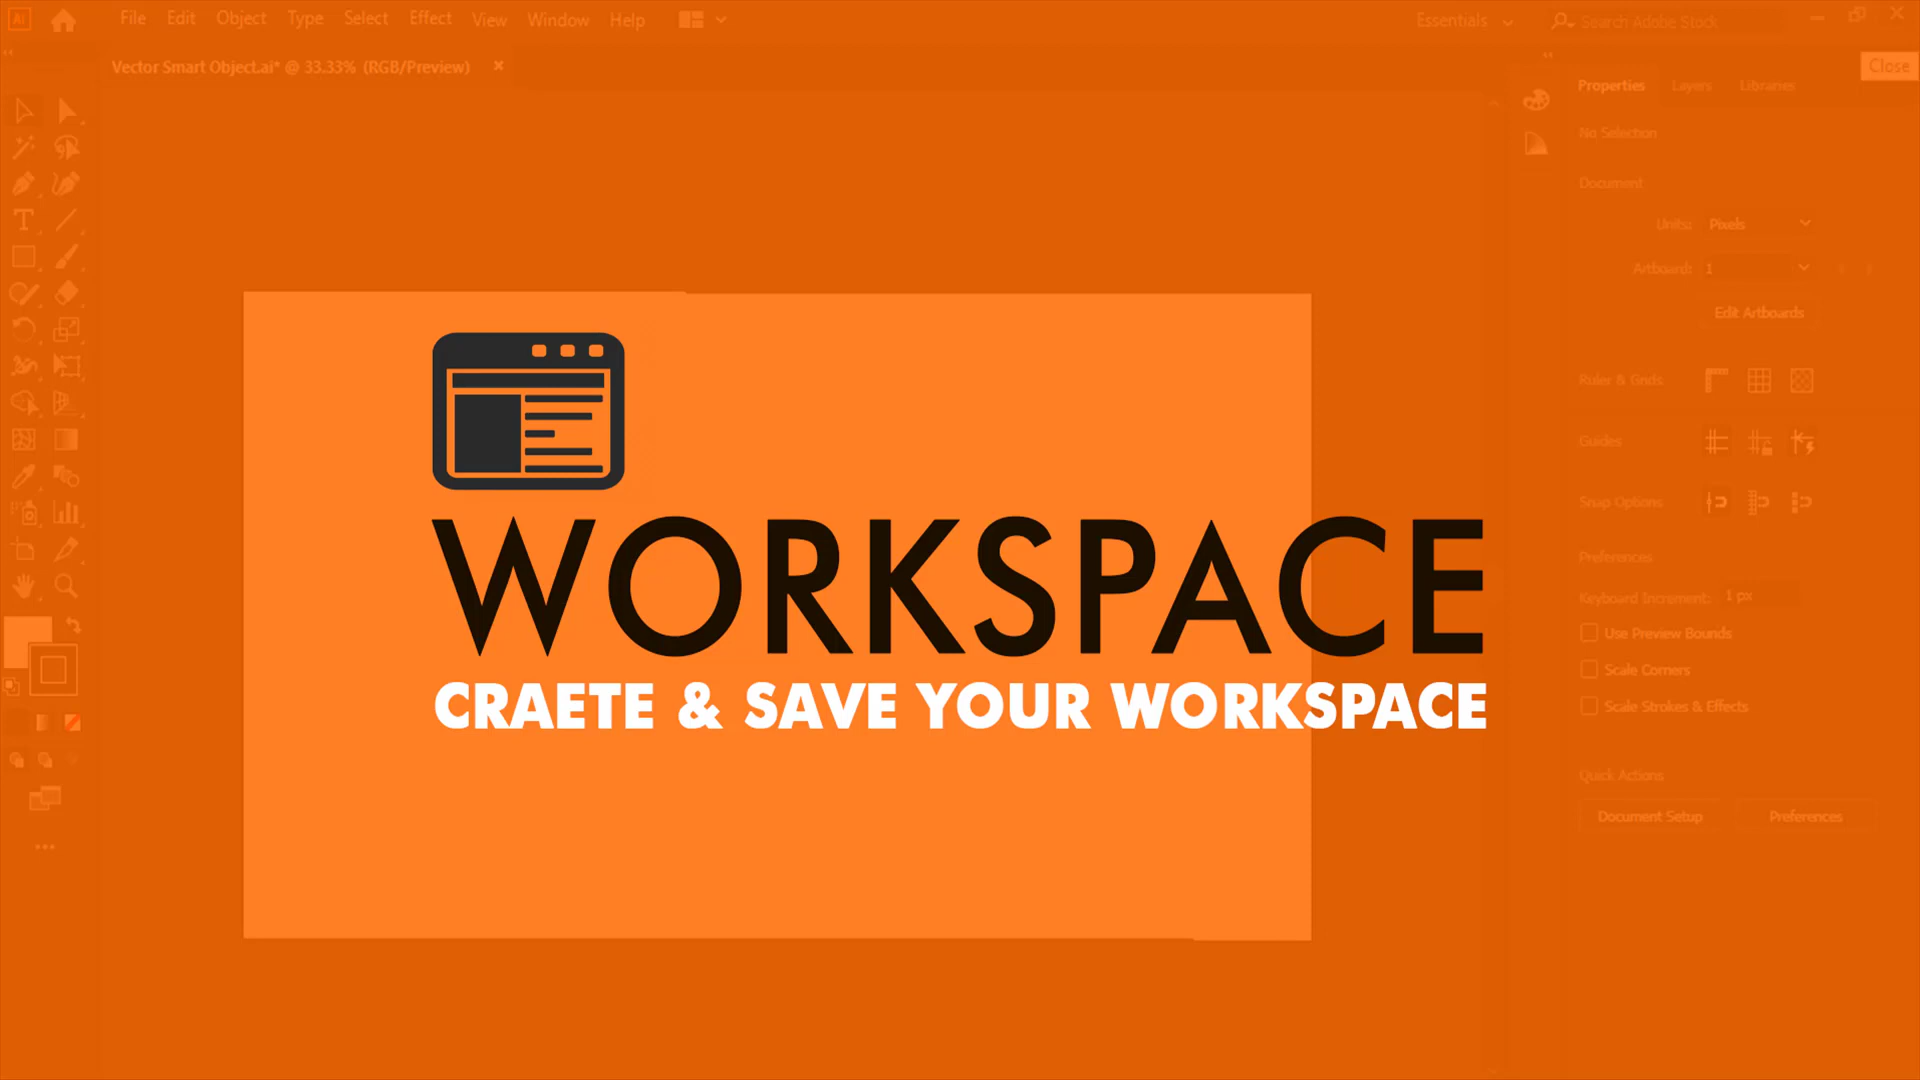 Ai File Edit Object Type Select Effect View Window Help Essentials Search Adobe Stock
Vector Smart Object.ai* @ 33.33% (RGB/Preview)
Close
Properties Layers Libraries
No Selection
Document
Units: Pixels
Artboard: 1
Edit Artboards
Ruler & Grids
Guides
Snap Options
Preferences
Keyboard Increment: 1 px
Use Preview Bounds
Scale Corners
Scale Strokes & Effects
Quick Actions
Document Setup Preferences
WORKSPACE
CRAETE & SAVE YOUR WORKSPACE